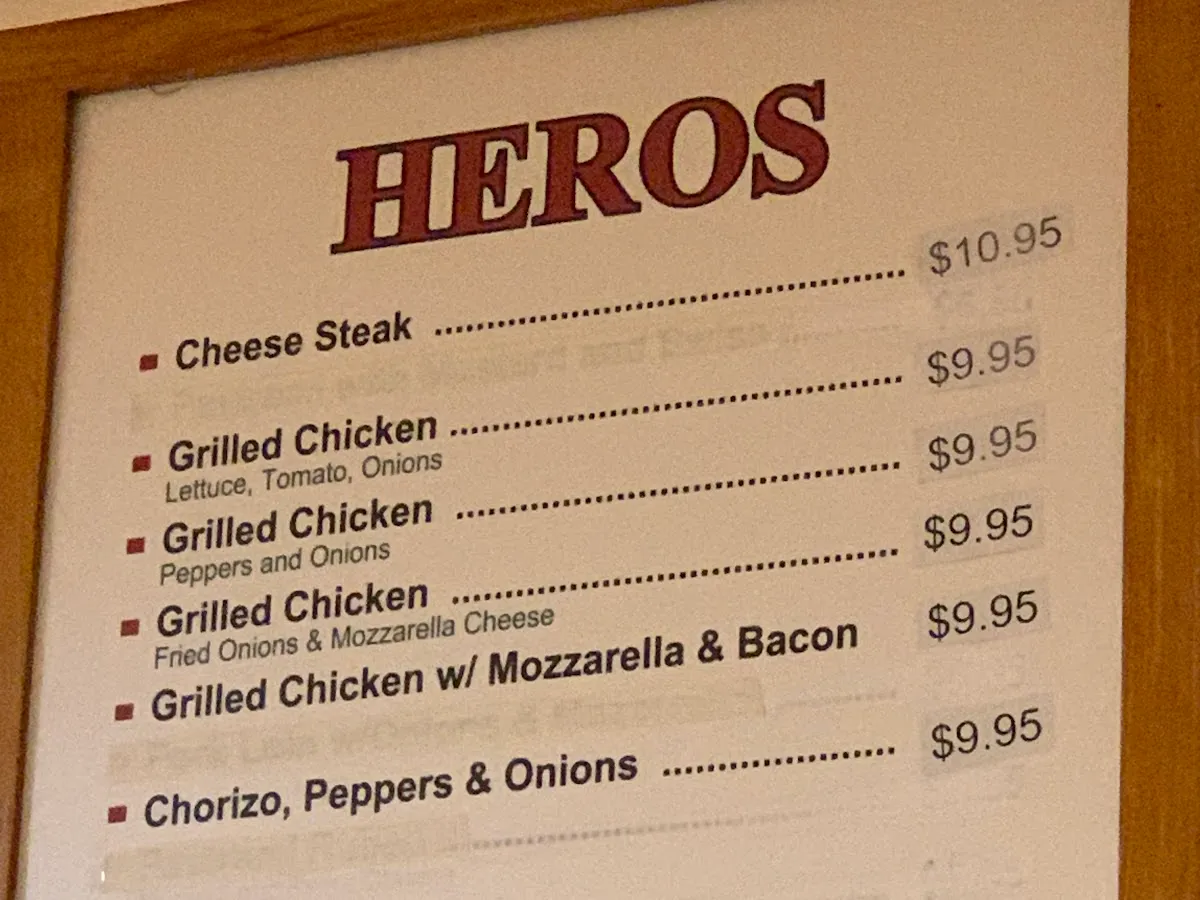 HEROS
Cheese Steak ........................ $10.95
Grilled Chicken ........................ $9.95
Lettuce, Tomato, Onions
Grilled Chicken ........................ $9.95
Peppers and Onions
Grilled Chicken ........................ $9.95
Fried Onions & Mozzarella Cheese
Grilled Chicken w/ Mozzarella & Bacon $9.95
Chorizo, Peppers & Onions ........................ $9.95